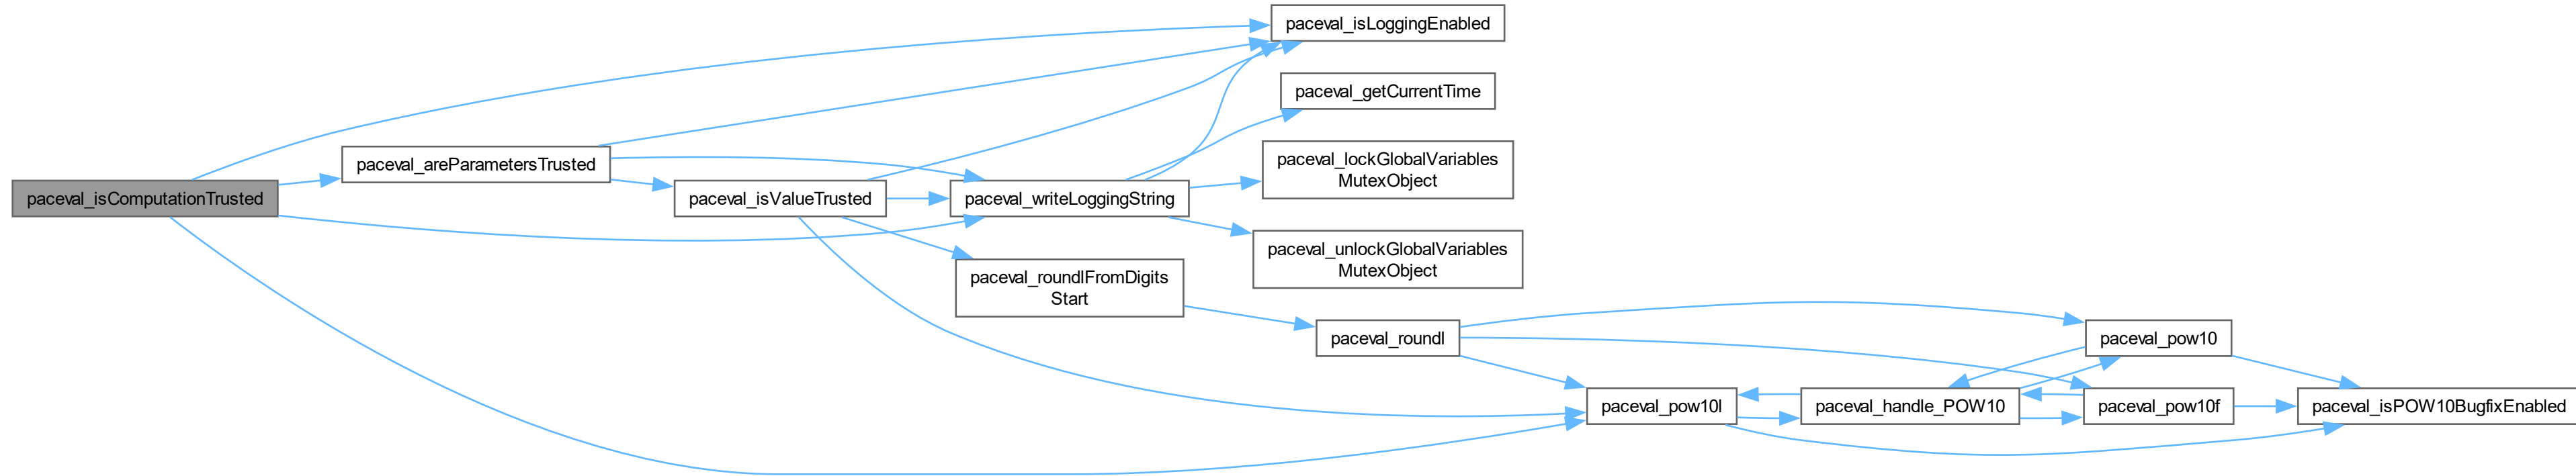 paceval_isLoggingEnabled
paceval_getCurrentTime
paceval_lockGlobalVariables
MutexObject
paceval_areParametersTrusted
paceval_isComputationTrusted
paceval_isValueTrusted
paceval_writeLoggingString
paceval_unlockGlobalVariables
MutexObject
paceval_roundlFromDigits
Start
paceval_roundl
paceval_pow10
paceval_pow10l
paceval_handle_POW10
paceval_pow10f
paceval_isPOW10BugfixEnabled